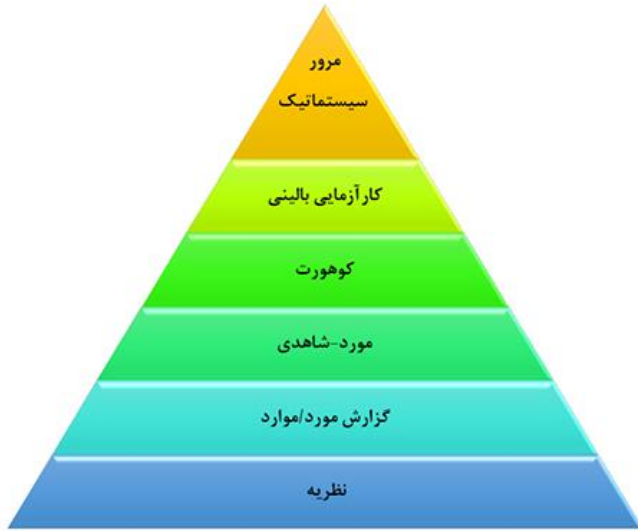 مرور
سیستماتیک
کارآزمایی بالینی
کوهورت
مورد-شاهدی
گزارش مورد/موارد
نظریه